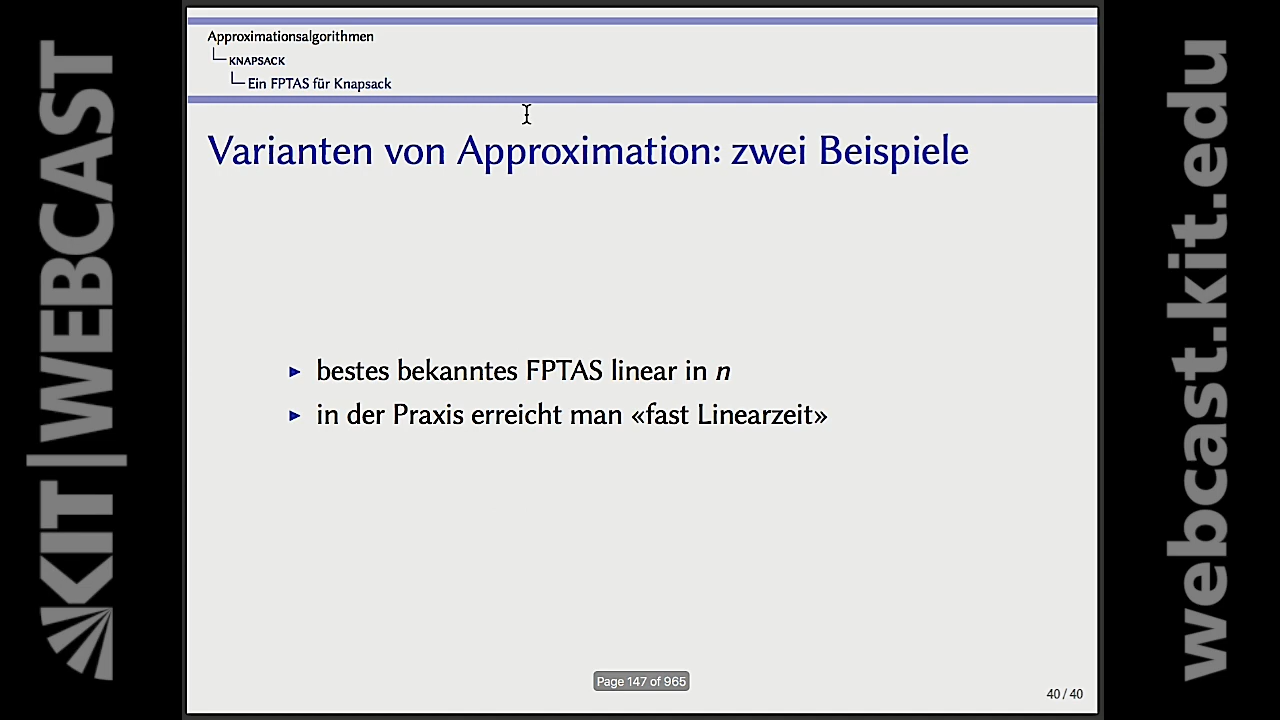 Approximationsalgorithmen
KNAPSACK
Ein FPTAS für Knapsack
Varianten von Approximation: zwei Beispiele
▶ bestes bekanntes FPTAS linear in n
▶ in der Praxis erreicht man «fast Linearzeit»
Page 147 of 965
40 / 40
KIT | WEBCAST
webcast.kit.edu